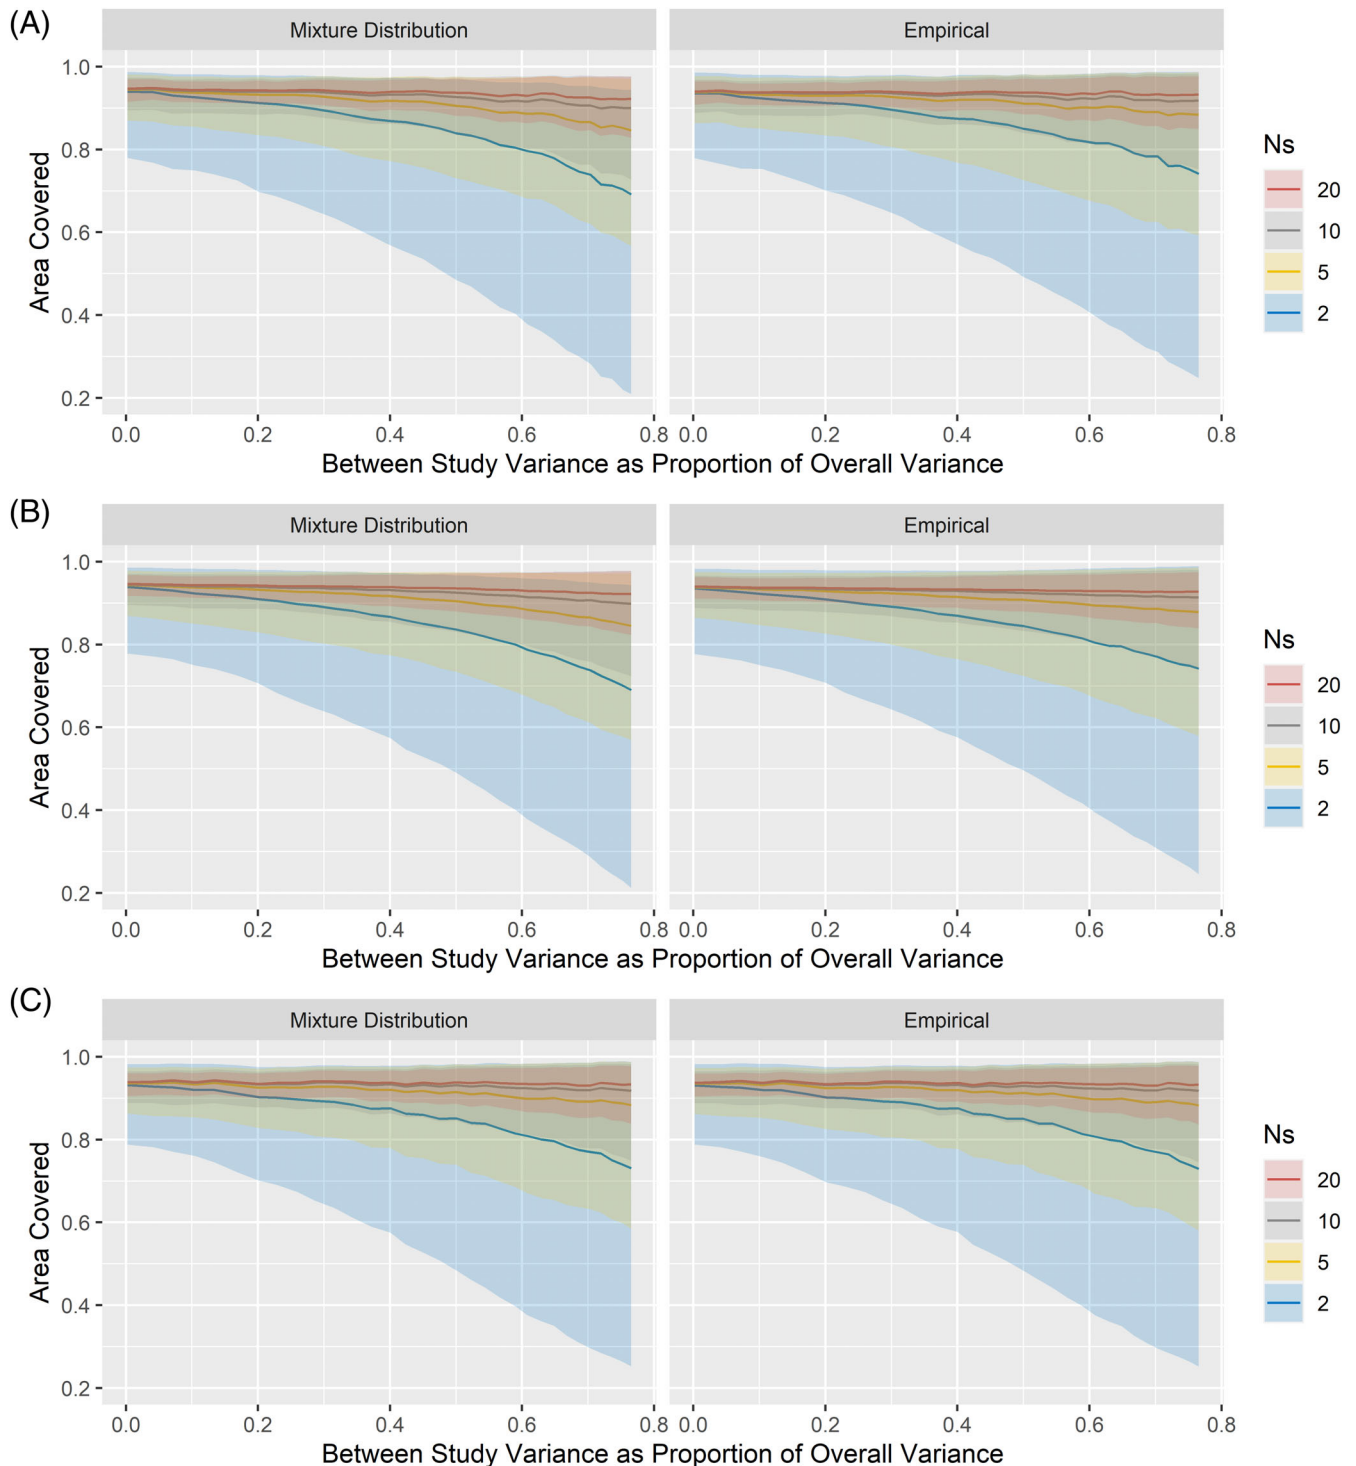 (A)
Mixture Distribution
Empirical
1.0
0.8
0.6
0.4
0.2
Area Covered
0.0 0.2 0.4 0.6 0.8
0.0 0.2 0.4 0.6 0.8
Between Study Variance as Proportion of Overall Variance
Ns
20
10
5
2
(B)
Mixture Distribution
Empirical
1.0
0.8
0.6
0.4
0.2
Area Covered
0.0 0.2 0.4 0.6 0.8
0.0 0.2 0.4 0.6 0.8
Between Study Variance as Proportion of Overall Variance
Ns
20
10
5
2
(C)
Mixture Distribution
Empirical
1.0
0.8
0.6
0.4
0.2
Area Covered
0.0 0.2 0.4 0.6 0.8
0.0 0.2 0.4 0.6 0.8
Between Study Variance as Proportion of Overall Variance
Ns
20
10
5
2